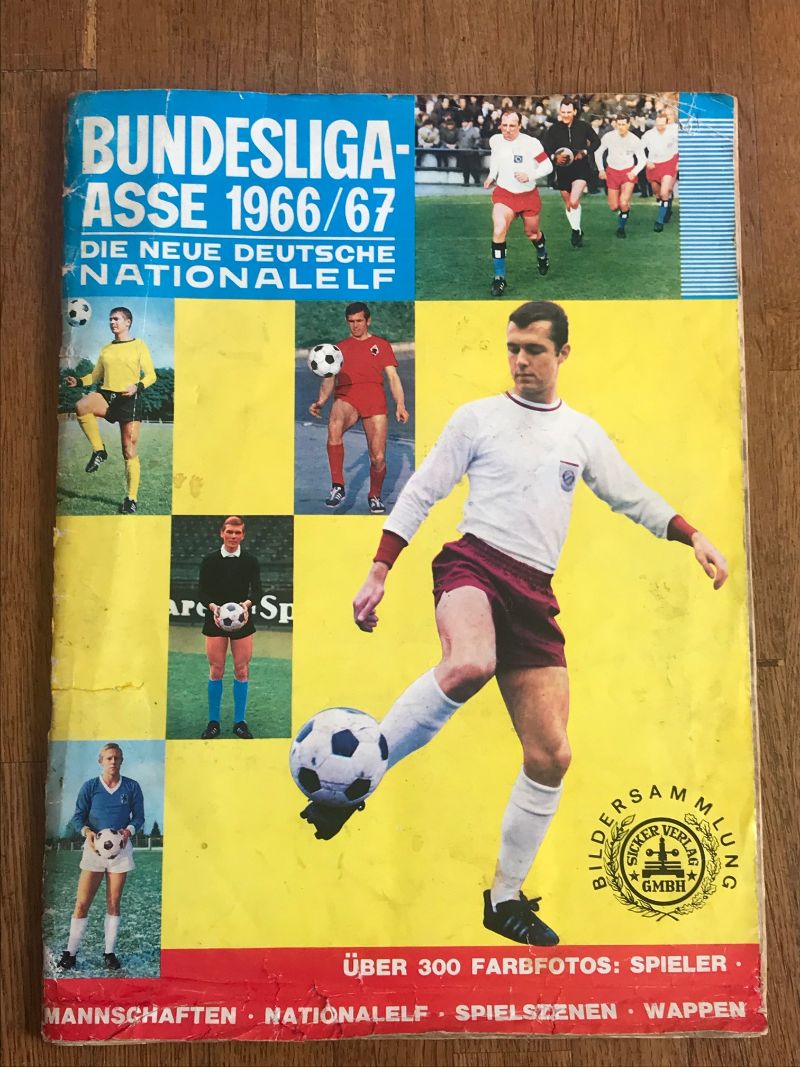 BUNDESLIGA-
ASSE 1966/67
DIE NEUE DEUTSCHE
NATIONALELF
BILDERSAMMLUNG
SICKER VERLAG
GMBH
ÜBER 300 FARBFOTOS: SPIELER ·
MANNSCHAFTEN · NATIONALELF · SPIELSZENEN · WAPPEN